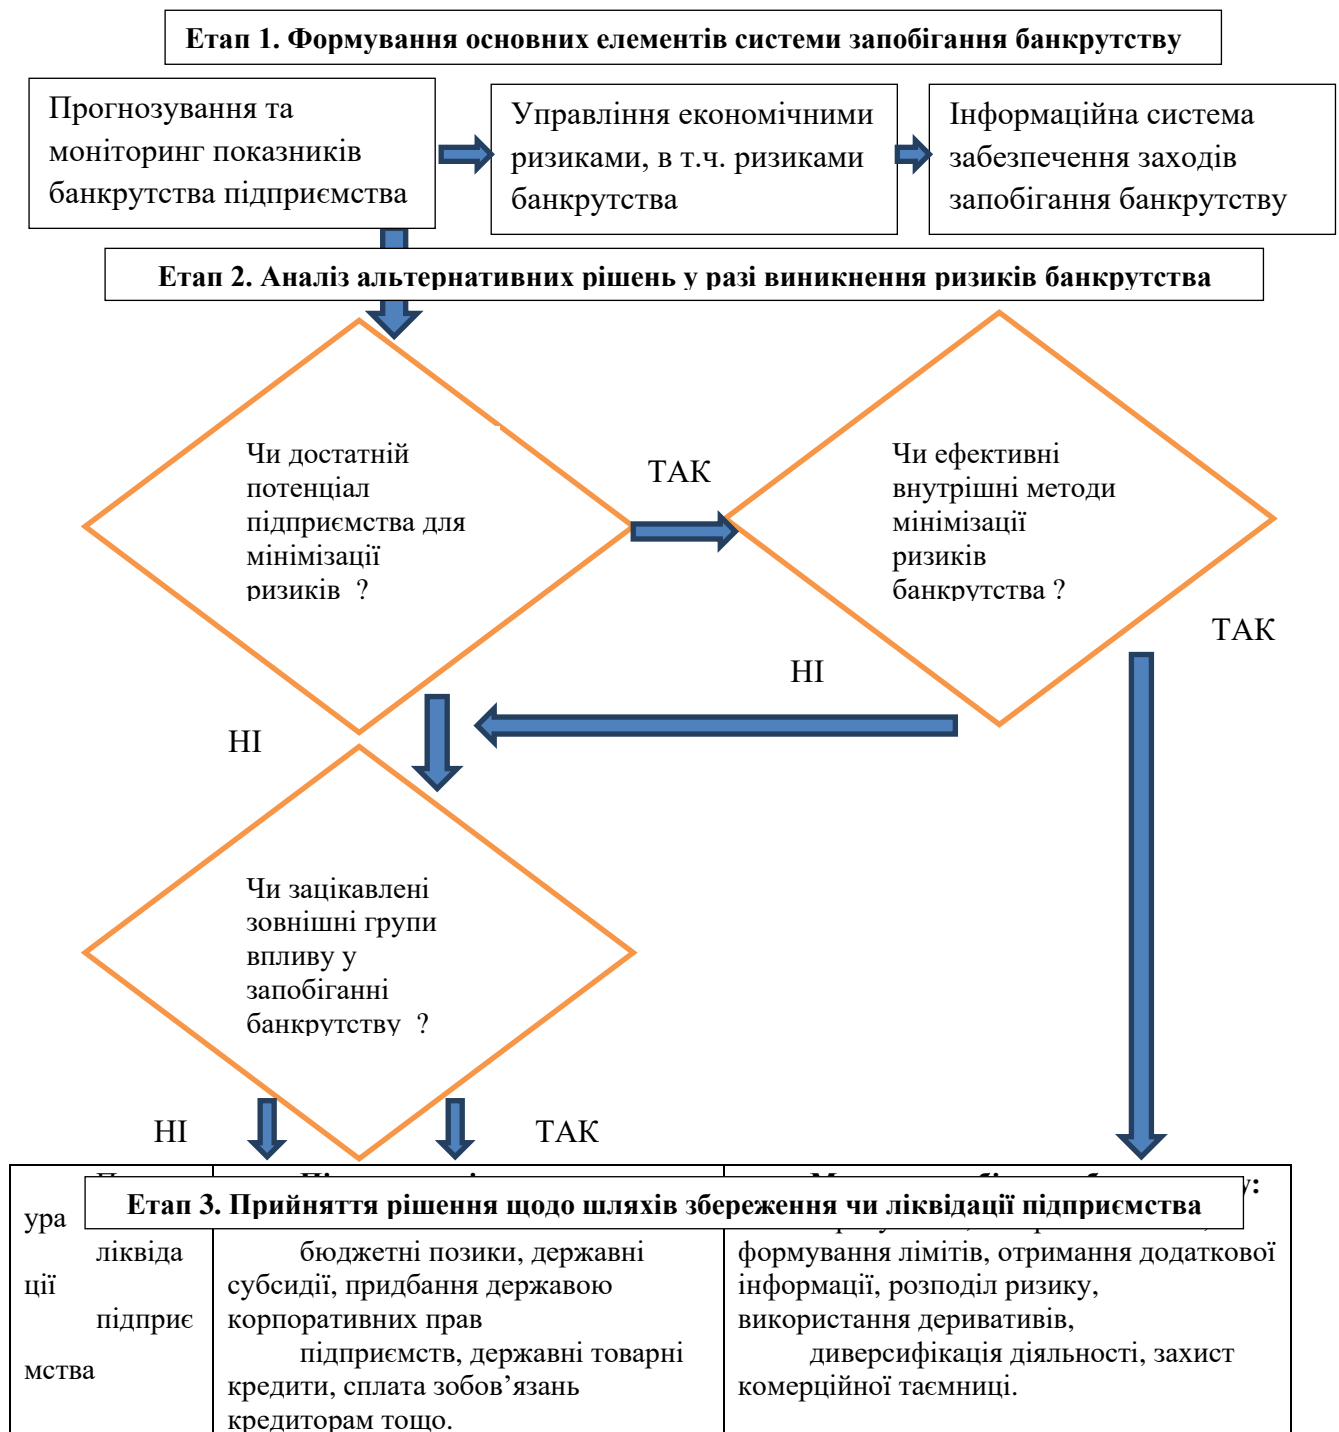 Етап 1. Формування основних елементів системи запобігання банкрутству
Прогнозування та
моніторинг показників
банкрутства підприємства
Управління економічними
ризиками, в т.ч. ризиками
банкрутства
Інформаційна система
забезпечення заходів
запобігання банкрутству
Етап 2. Аналіз альтернативних рішень у разі виникнення ризиків банкрутства
Чи достатній
потенціал
підприємства для
мінімізації
ризиків ?
ТАК
Чи ефективні
внутрішні методи
мінімізації
ризиків
банкрутства ?
ТАК
НІ
НІ
Чи зацікавлені
зовнішні групи
впливу у
запобіганні
банкрутству ?
НІ
ТАК
Етап 3. Прийняття рішення щодо шляхів збереження чи ліквідації підприємства
ура
ліквіда
ції
підприє
мства
бюджетні позики, державні
субсидії, придбання державою
корпоративних прав
підприємств, державні товарні
кредити, сплата зобов’язань
кредиторам тощо.
формування лімітів, отримання додаткової
інформації, розподіл ризику,
використання деривативів,
диверсифікація діяльності, захист
комерційної таємниці.